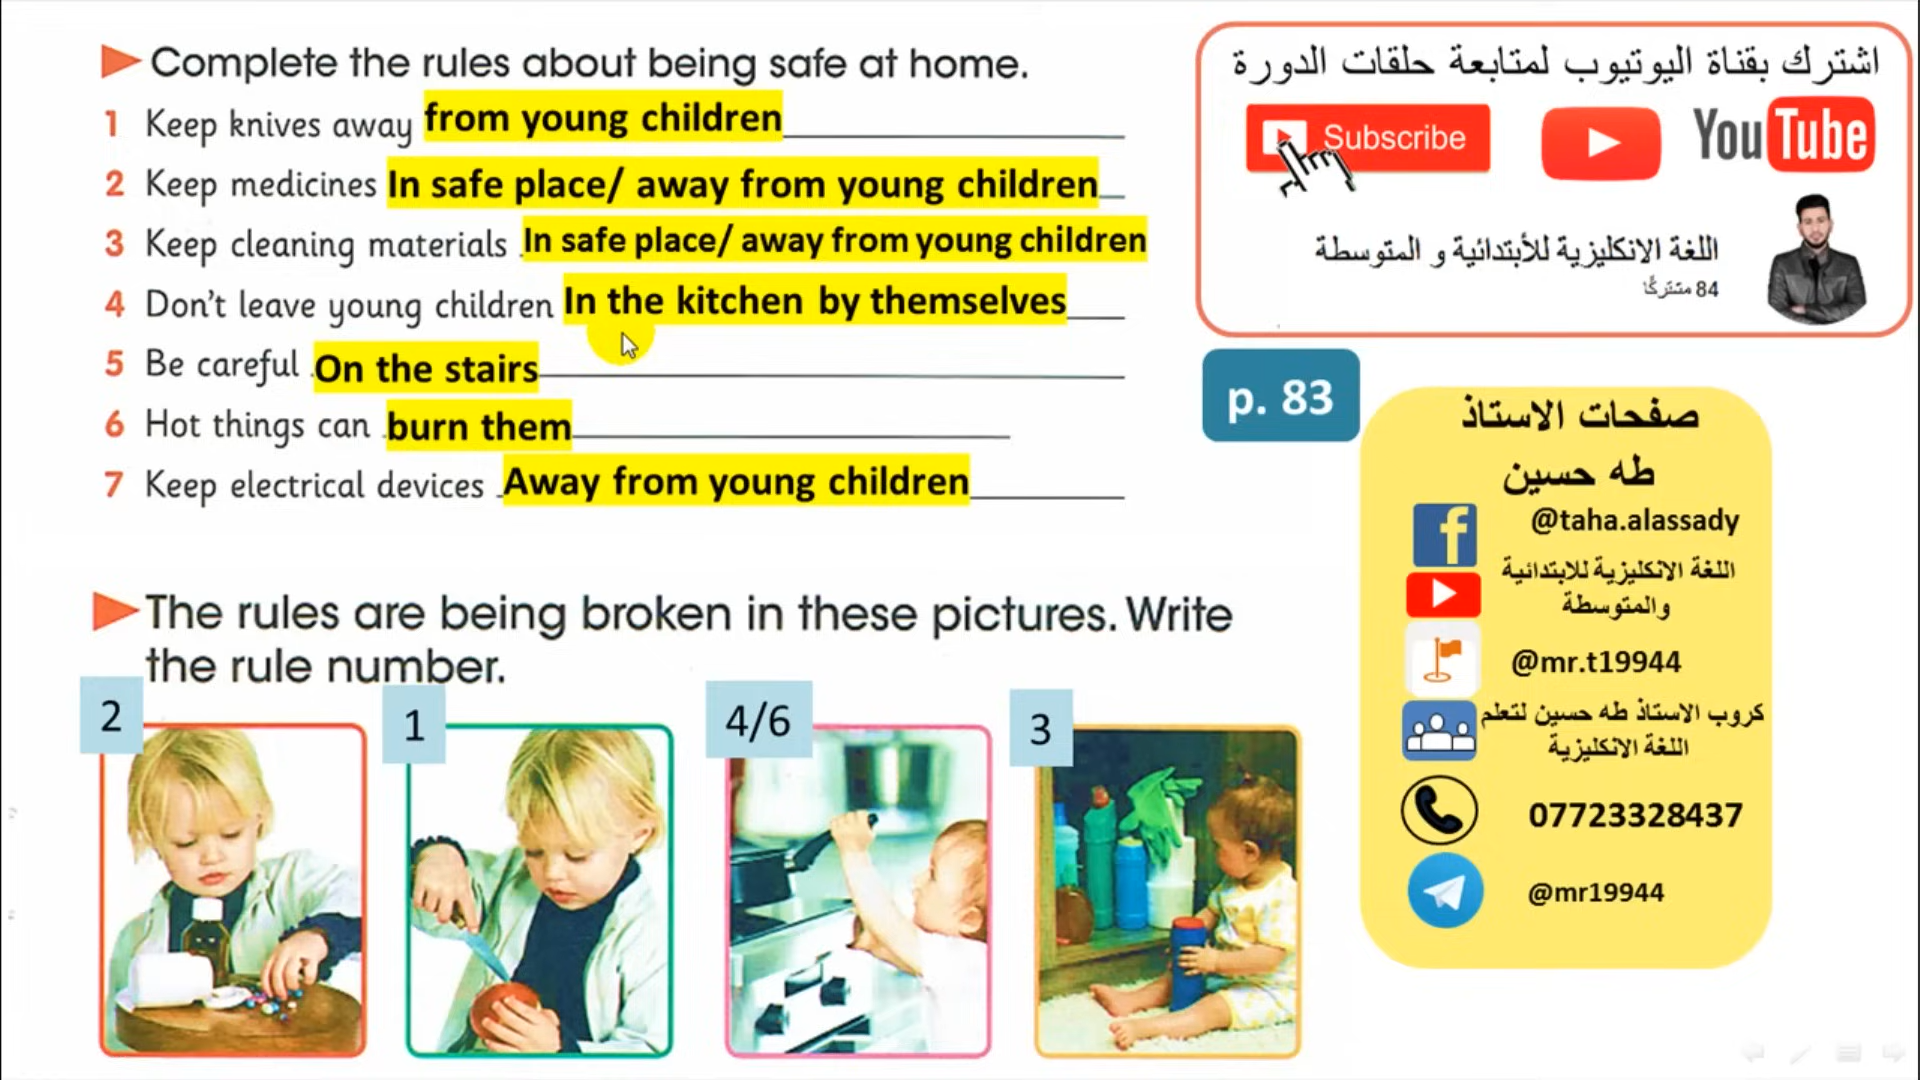 Complete the rules about being safe at home.
1 Keep knives away from young children
2 Keep medicines In safe place/ away from young children
3 Keep cleaning materials In safe place/ away from young children
4 Don't leave young children In the kitchen by themselves
5 Be careful On the stairs
6 Hot things can burn them
7 Keep electrical devices Away from young children
The rules are being broken in these pictures. Write
the rule number.
2
1
4/6
3
اشترك بقناة اليوتيوب لمتابعة حلقات الدورة
Subscribe
YouTube
اللغة الانكليزية للأبتدائية و المتوسطة
84 مشتركًا
p. 83
صفحات الاستاذ
طه حسين
@taha.alassady
اللغة الانكليزية للابتدائية
والمتوسطة
@mr.t19944
كروب الاستاذ طه حسين لتعلم
اللغة الانكليزية
07723328437
@mr19944